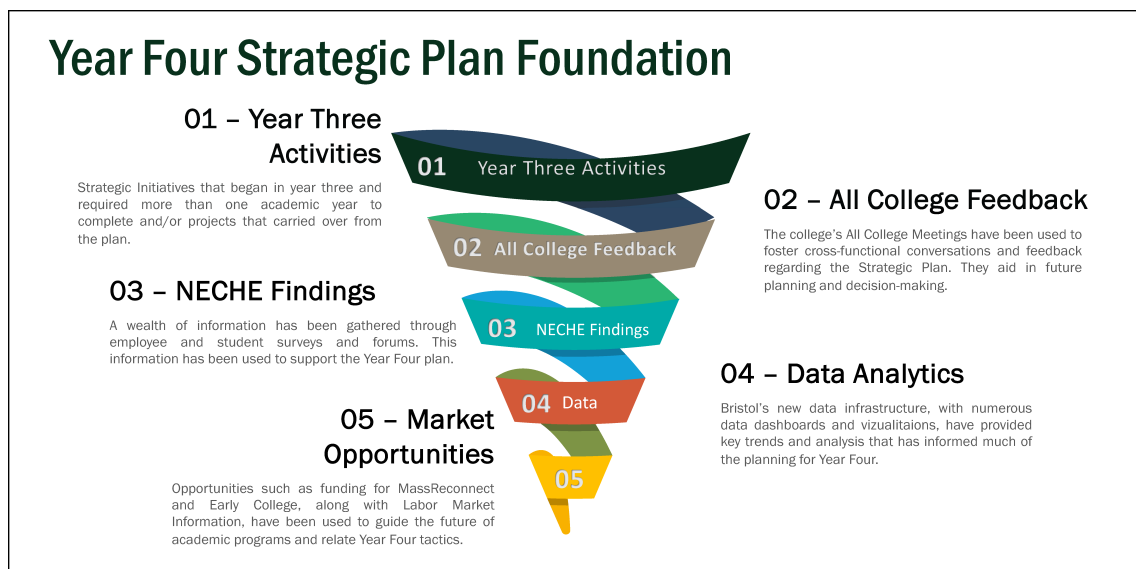 Year Four Strategic Plan Foundation
01 – Year Three
Activities
Strategic Initiatives that began in year three and
required more than one academic year to
complete and/or projects that carried over from
the plan.
01 Year Three Activities
02 – All College Feedback
The college's All College Meetings have been used to
foster cross-functional conversations and feedback
regarding the Strategic Plan. They aid in future
planning and decision-making.
02 All College Feedback
03 – NECHE Findings
A wealth of information has been gathered through
employee and student surveys and forums. This
information has been used to support the Year Four plan.
03 NECHE Findings
04 – Data Analytics
Bristol's new data infrastructure, with numerous
data dashboards and vizualitaions, have provided
key trends and analysis that has informed much of
the planning for Year Four.
04 Data
05 – Market
Opportunities
Opportunities such as funding for MassReconnect
and Early College, along with Labor Market
Information, have been used to guide the future of
academic programs and relate Year Four tactics.
05